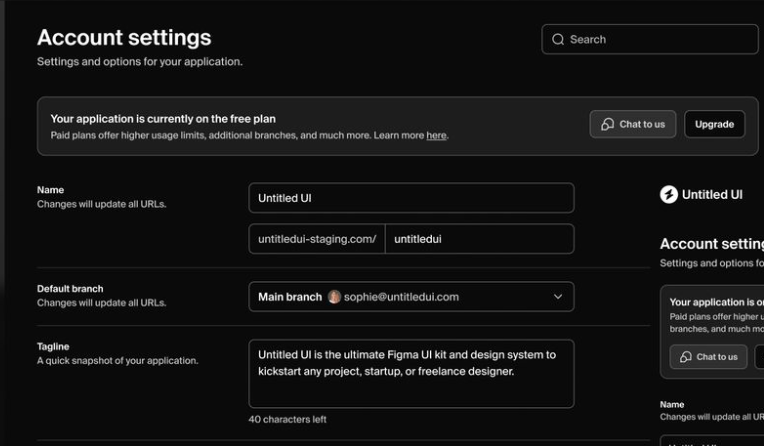 Account settings
Settings and options for your application.
Search
Your application is currently on the free plan
Paid plans offer higher usage limits, additional branches, and much more. Learn more here.
Chat to us
Upgrade
Name
Changes will update all URLs.
Untitled UI
untitledui-staging.com/
untitledui
Default branch
Changes will update all URLs.
Main branch sophie@untitledui.com
Tagline
A quick snapshot of your application.
Untitled UI is the ultimate Figma UI kit and design system to
kickstart any project, startup, or freelance designer.
40 characters left
Untitled UI
Account
Settings and options
Your application is
Paid plans offer higher
branches, and much
Chat to us
Name
Changes will update all